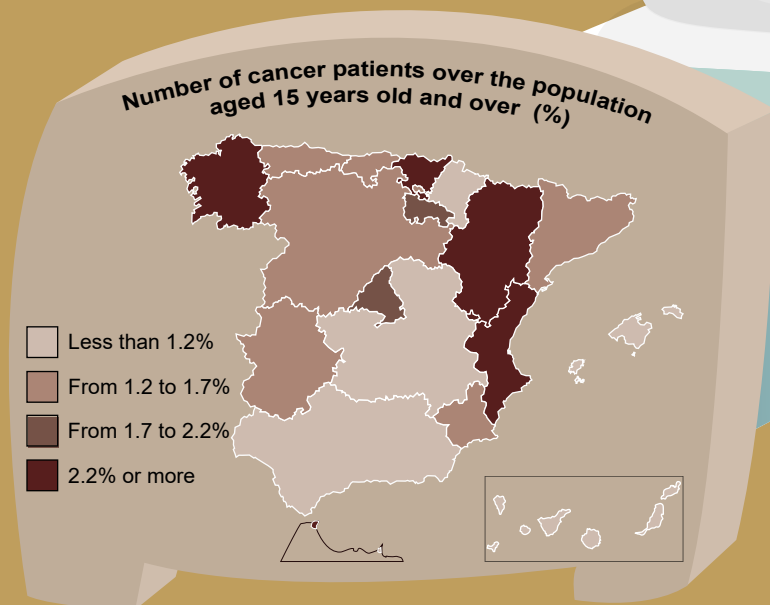 Number of cancer patients over the population
aged 15 years old and over (%)
Less than 1.2%
From 1.2 to 1.7%
From 1.7 to 2.2%
2.2% or more